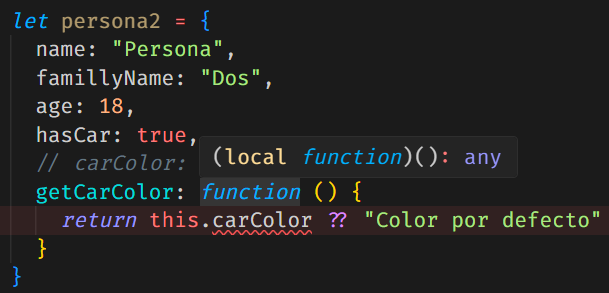 let persona2 = {
name: "Persona",
famillyName: "Dos",
age: 18,
hasCar: true,
(local function)(): any
// carColor:
getCarColor: function () {
return this.carColor ?? "Color por defecto"
}
}